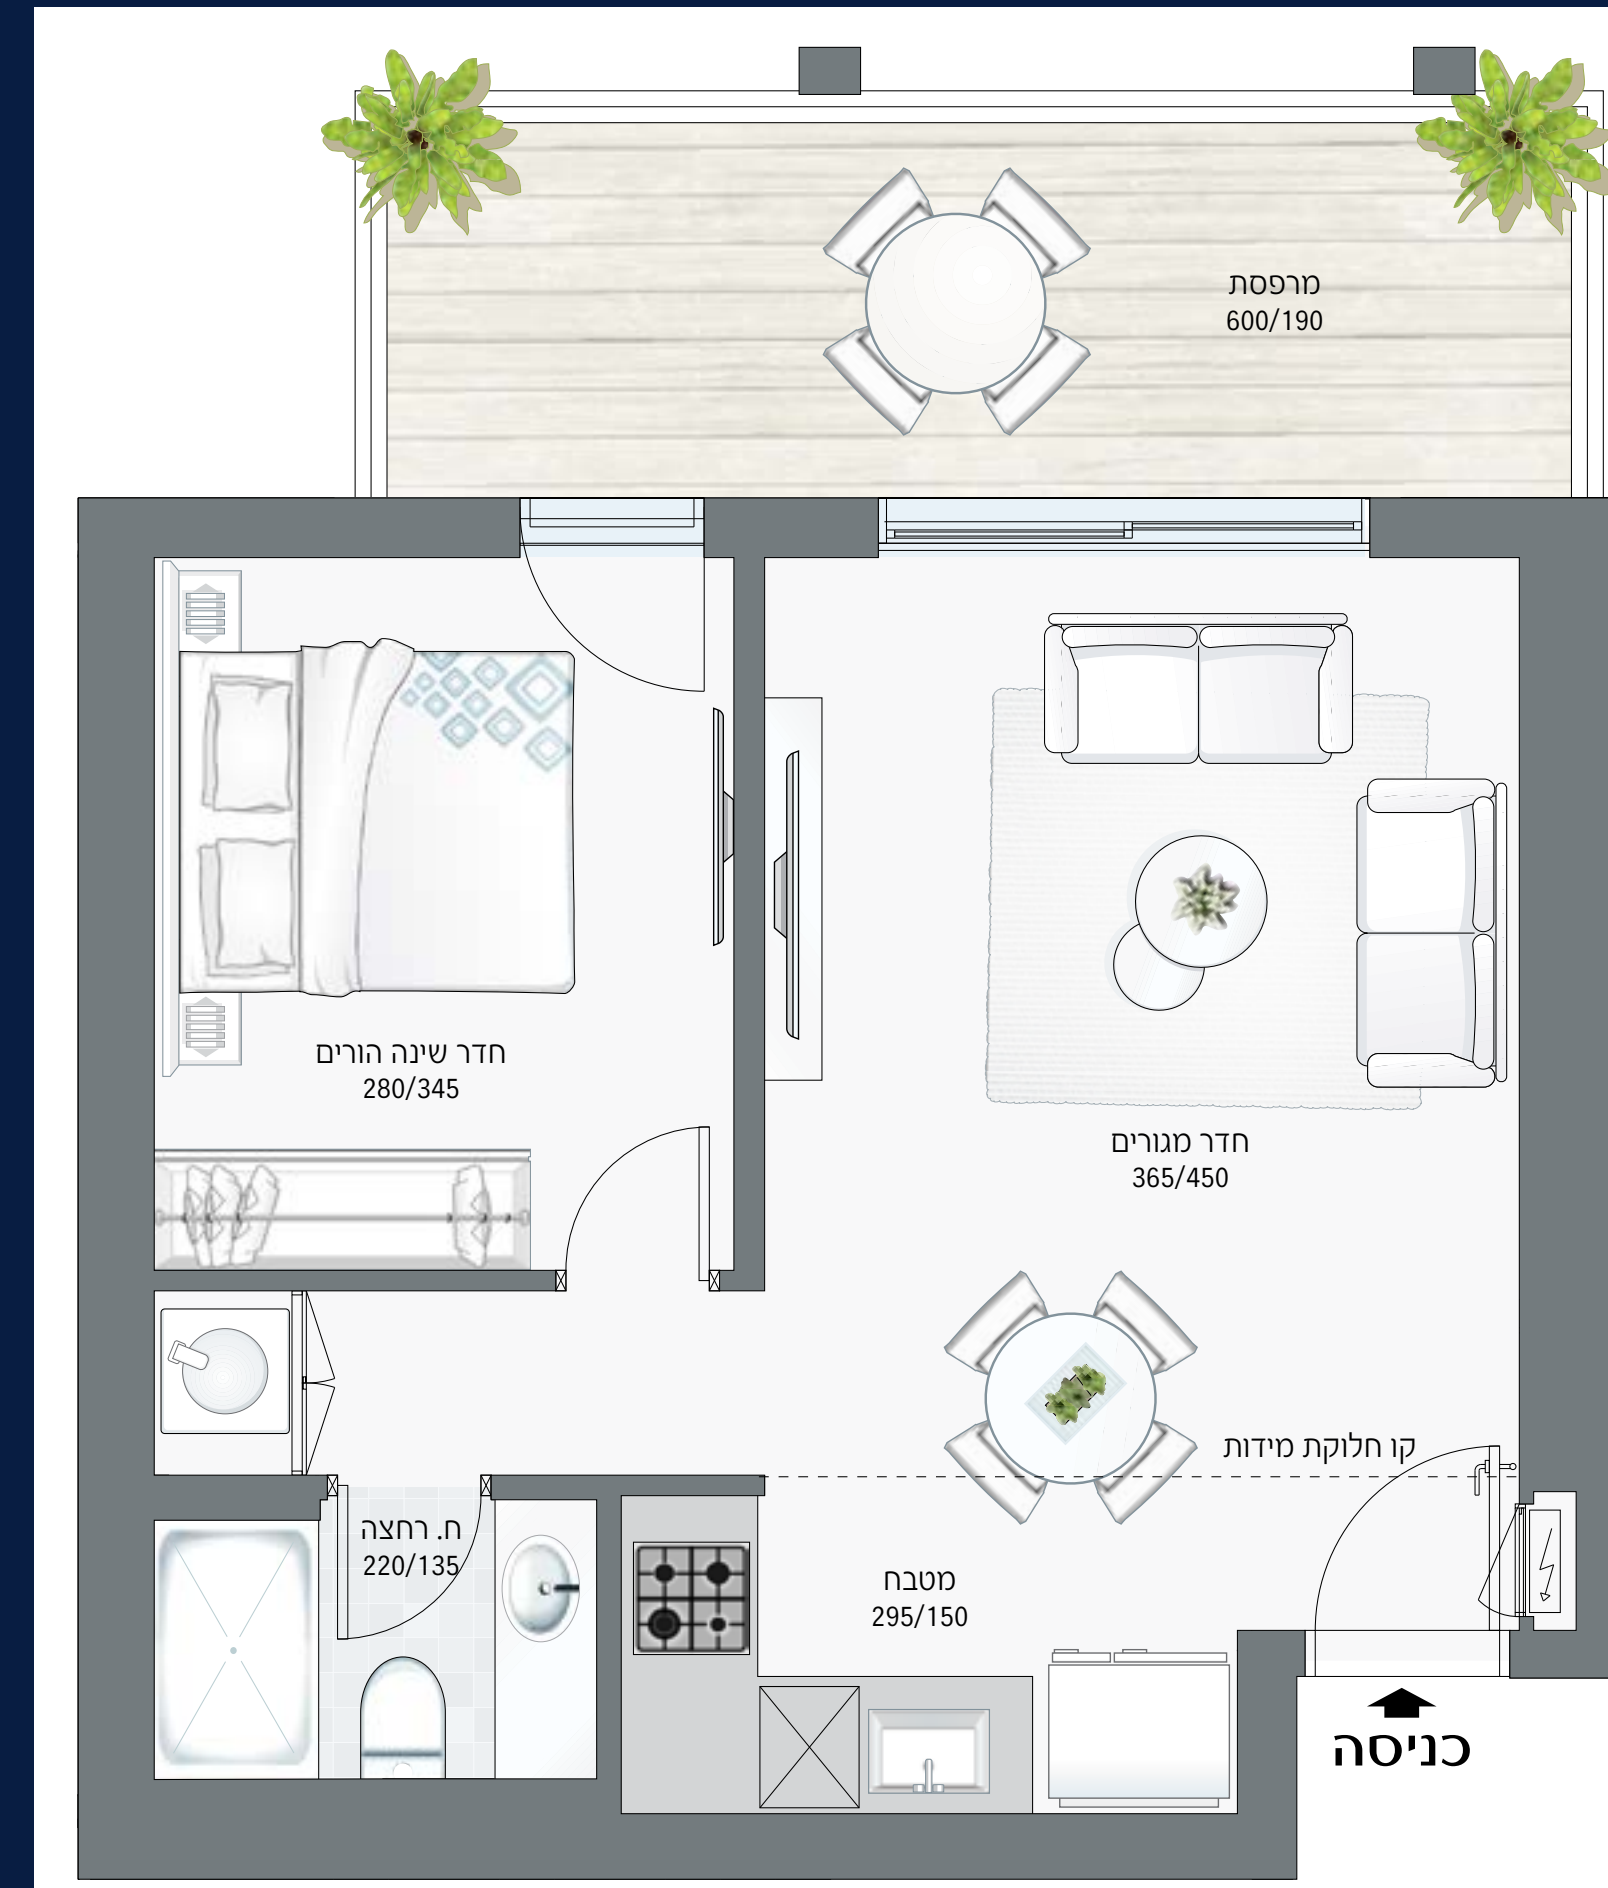 מרפסת
600/190
חדר שינה הורים
280/345
חדר מגורים
365/450
קו חלוקת מידות
ח. רחצה
220/135
מטבח
295/150
כניסה